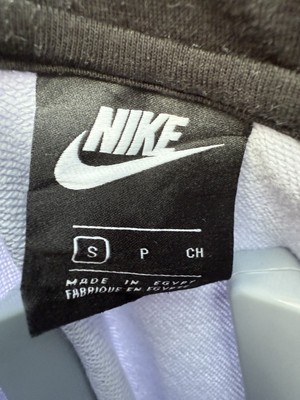 NIKE
S P CH
MADE IN EGYPT
FABRIQUE EN EGYPTE